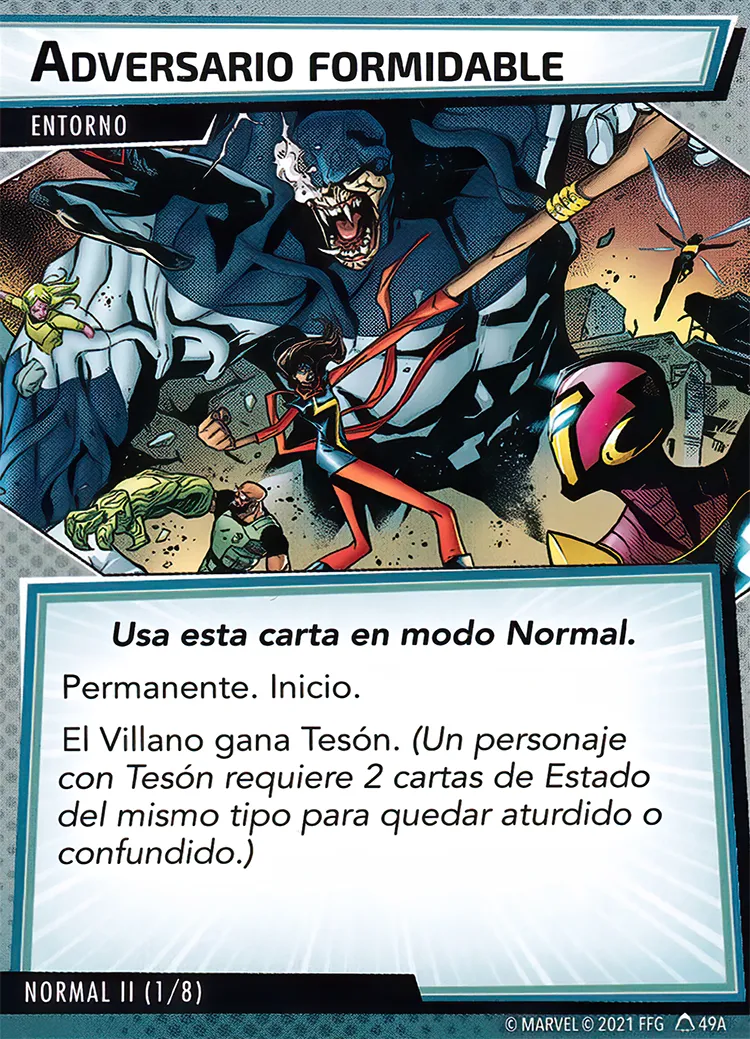 ADVERSARIO FORMIDABLE
ENTORNO
Usa esta carta en modo Normal.
Permanente. Inicio.
El Villano gana Tesón. (Un personaje
con Tesón requiere 2 cartas de Estado
del mismo tipo para quedar aturdido o
confundido.)
NORMAL II (1/8)
© MARVEL © 2021 FFG 49A